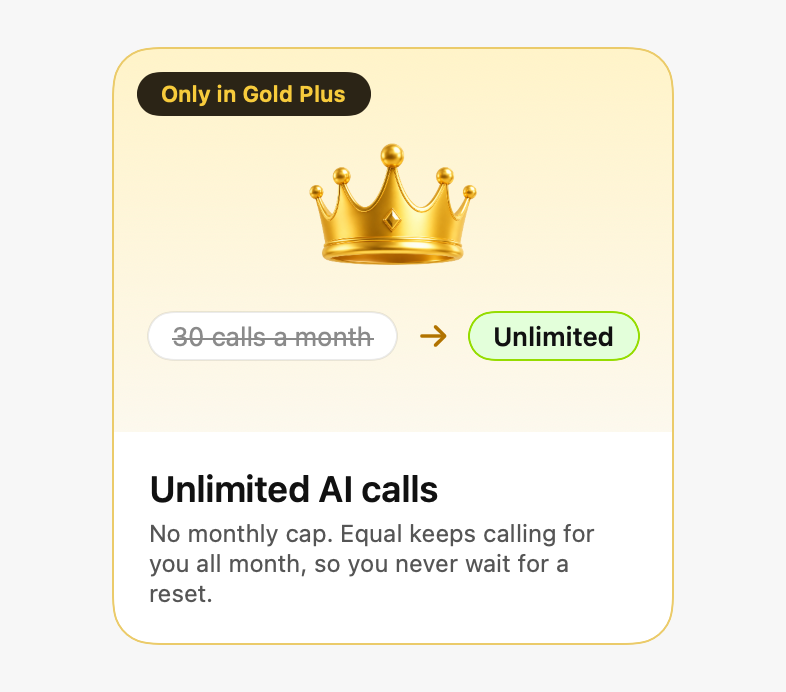 Only in Gold Plus
30 calls a month → Unlimited
Unlimited AI calls
No monthly cap. Equal keeps calling for
you all month, so you never wait for a
reset.